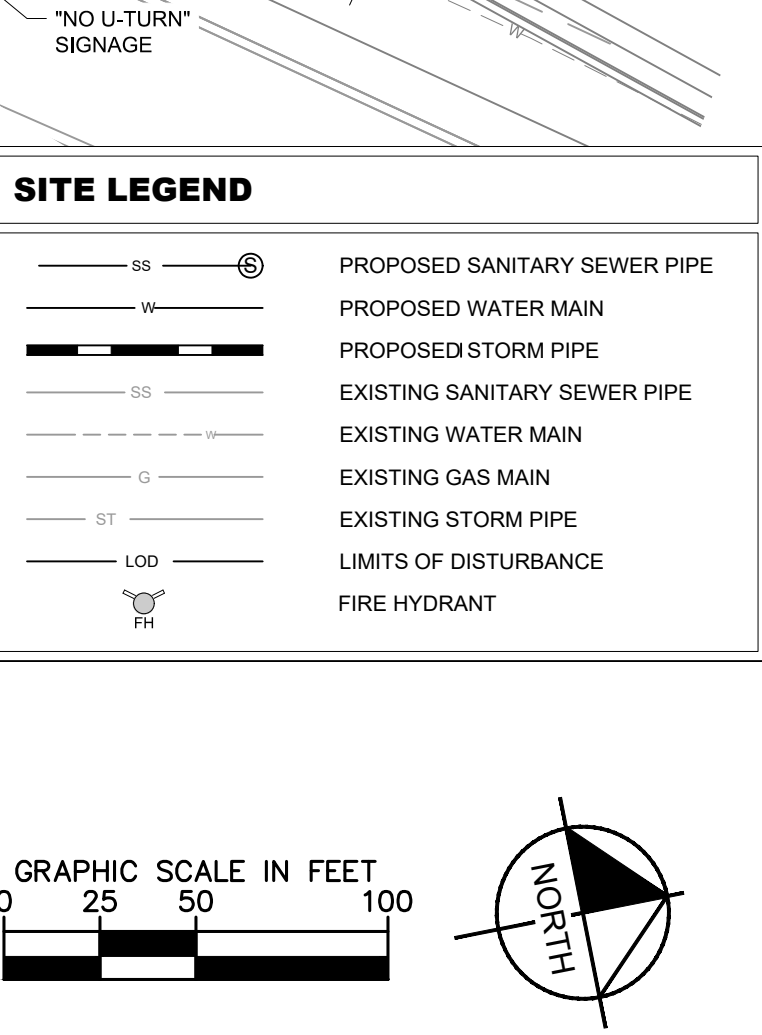 "NO U-TURN"
SIGNAGE
W
SITE LEGEND
SS S PROPOSED SANITARY SEWER PIPE
W PROPOSED WATER MAIN
PROPOSED STORM PIPE
SS EXISTING SANITARY SEWER PIPE
W EXISTING WATER MAIN
G EXISTING GAS MAIN
ST EXISTING STORM PIPE
LOD LIMITS OF DISTURBANCE
FH FIRE HYDRANT
GRAPHIC SCALE IN FEET
0 25 50 100
NORTH